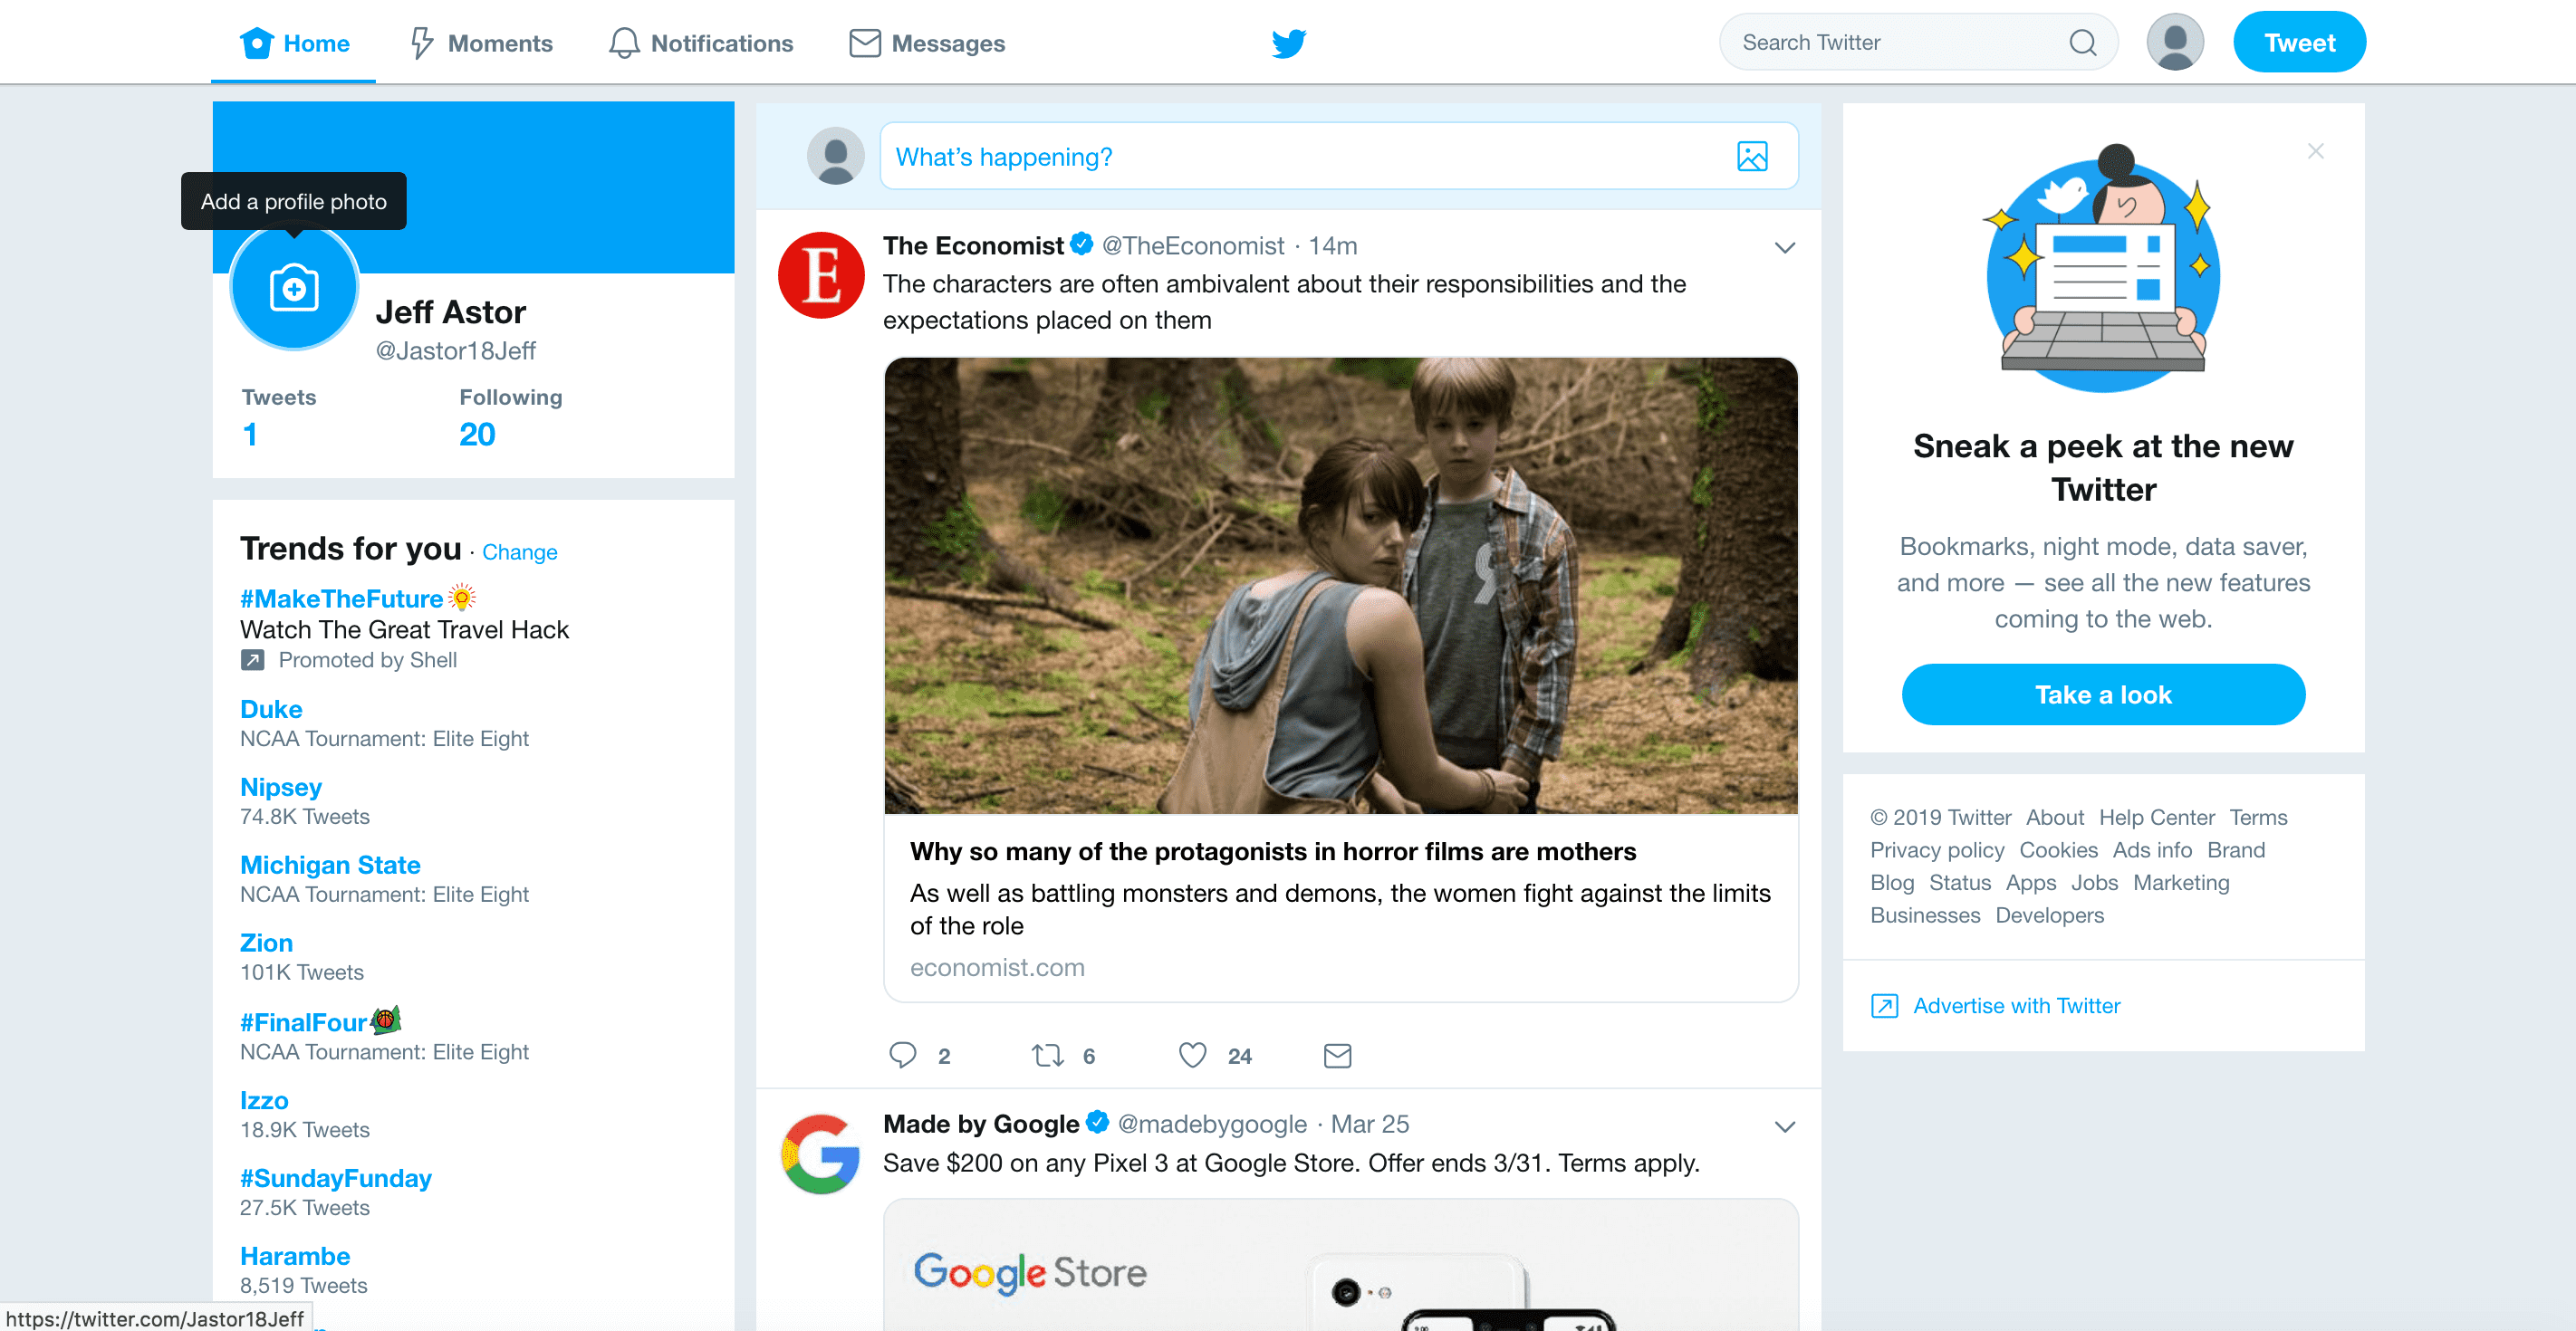 Home
Moments
Notifications
Messages
Search Twitter
Tweet
Add a profile photo
Jeff Astor
@Jastor18Jeff
Tweets
Following
1
20
Trends for you · Change
#MakeTheFuture
Watch The Great Travel Hack
Promoted by Shell
Duke
NCAA Tournament: Elite Eight
Nipsey
74.8K Tweets
Michigan State
NCAA Tournament: Elite Eight
Zion
101K Tweets
#FinalFour
NCAA Tournament: Elite Eight
Izzo
18.9K Tweets
#SundayFunday
27.5K Tweets
Harambe
8,519 Tweets
https://twitter.com/Jastor18Jeff
What’s happening?
E
The Economist @TheEconomist · 14m
The characters are often ambivalent about their responsibilities and the
expectations placed on them
Why so many of the protagonists in horror films are mothers
As well as battling monsters and demons, the women fight against the limits
of the role
economist.com
2
6
24
G
Made by Google @madebygoogle · Mar 25
Save $200 on any Pixel 3 at Google Store. Offer ends 3/31. Terms apply.
Google Store
Sneak a peek at the new
Twitter
Bookmarks, night mode, data saver,
and more — see all the new features
coming to the web.
Take a look
© 2019 Twitter About Help Center Terms
Privacy policy Cookies Ads info Brand
Blog Status Apps Jobs Marketing
Businesses Developers
Advertise with Twitter